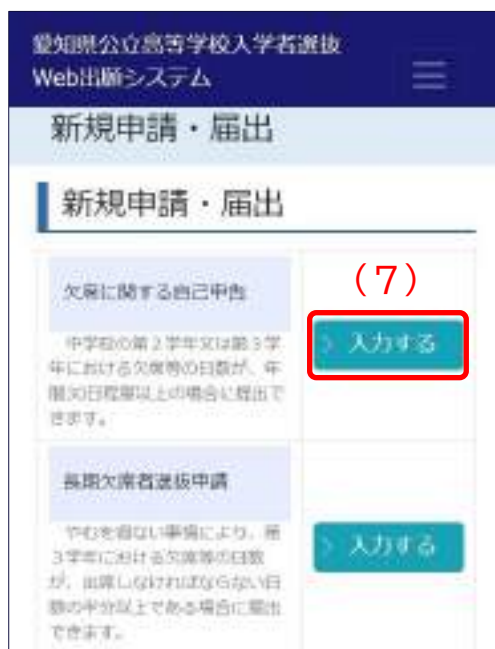 愛知県公立高等学校入学者選抜
Web出願システム
新規申請・届出
新規申請・届出
欠席に関する自己申告
(7)
> 入力する
中学校の第2学年又は第3学
年における欠席等の日数が、年
間30日程度以上の場合に提出で
きます。
長期欠席者選抜申請
> 入力する
やむを得ない事情により、第
3学年における欠席等の日数
が、出席しなければならない日
数の半分以上である場合に届出
できます。